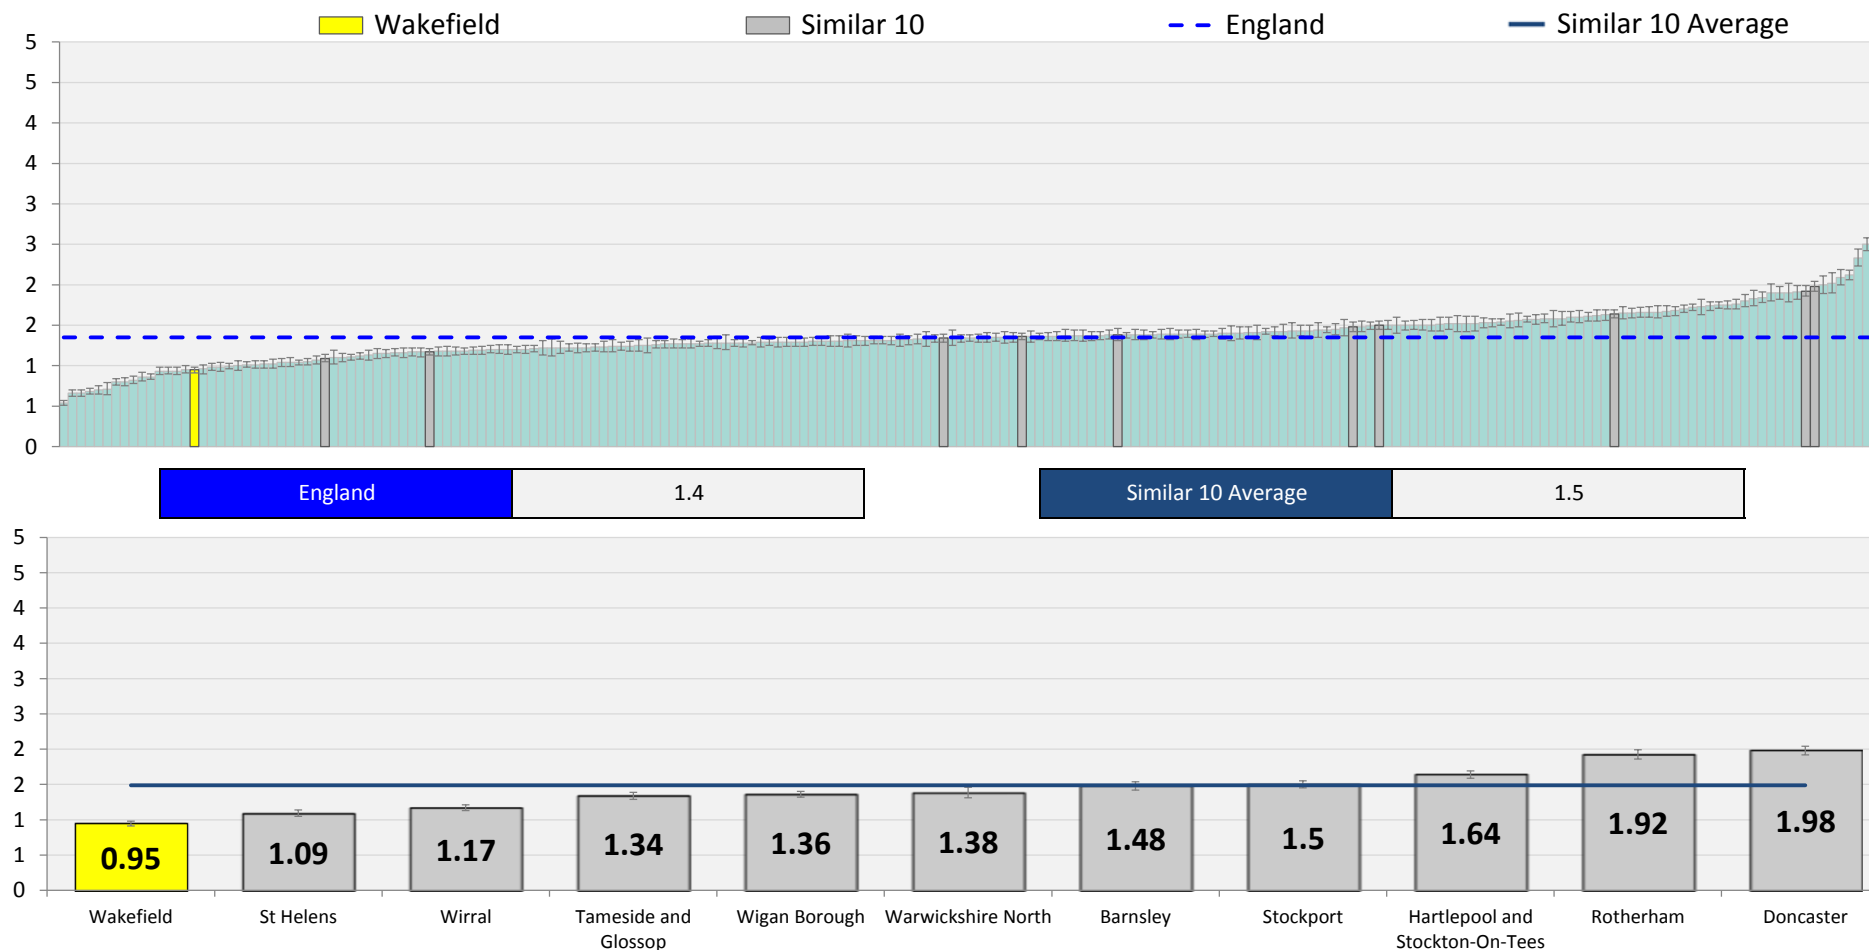 Wakefield
Similar 10
England
Similar 10 Average
5
5
4
4
3
3
2
2
1
1
0
England
1.4
Similar 10 Average
1.5
5
5
4
4
3
3
2
2
1
1
0
0.95
1.09
1.17
1.34
1.36
1.38
1.48
1.5
1.64
1.92
1.98
Wakefield
St Helens
Wirral
Tameside and
Glossop
Wigan Borough
Warwickshire North
Barnsley
Stockport
Hartlepool and
Stockton-On-Tees
Rotherham
Doncaster